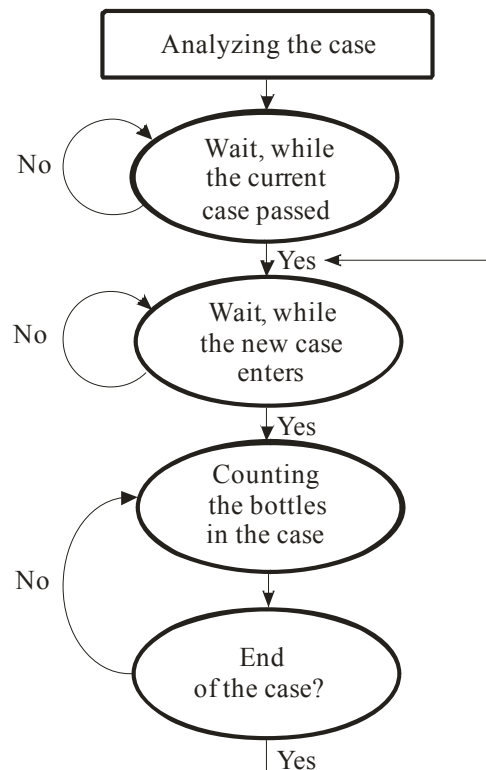 Analyzing the case
No
Wait, while
the current
case passed
Yes
No
Wait, while
the new case
enters
Yes
Counting
the bottles
in the case
No
End
of the case?
Yes